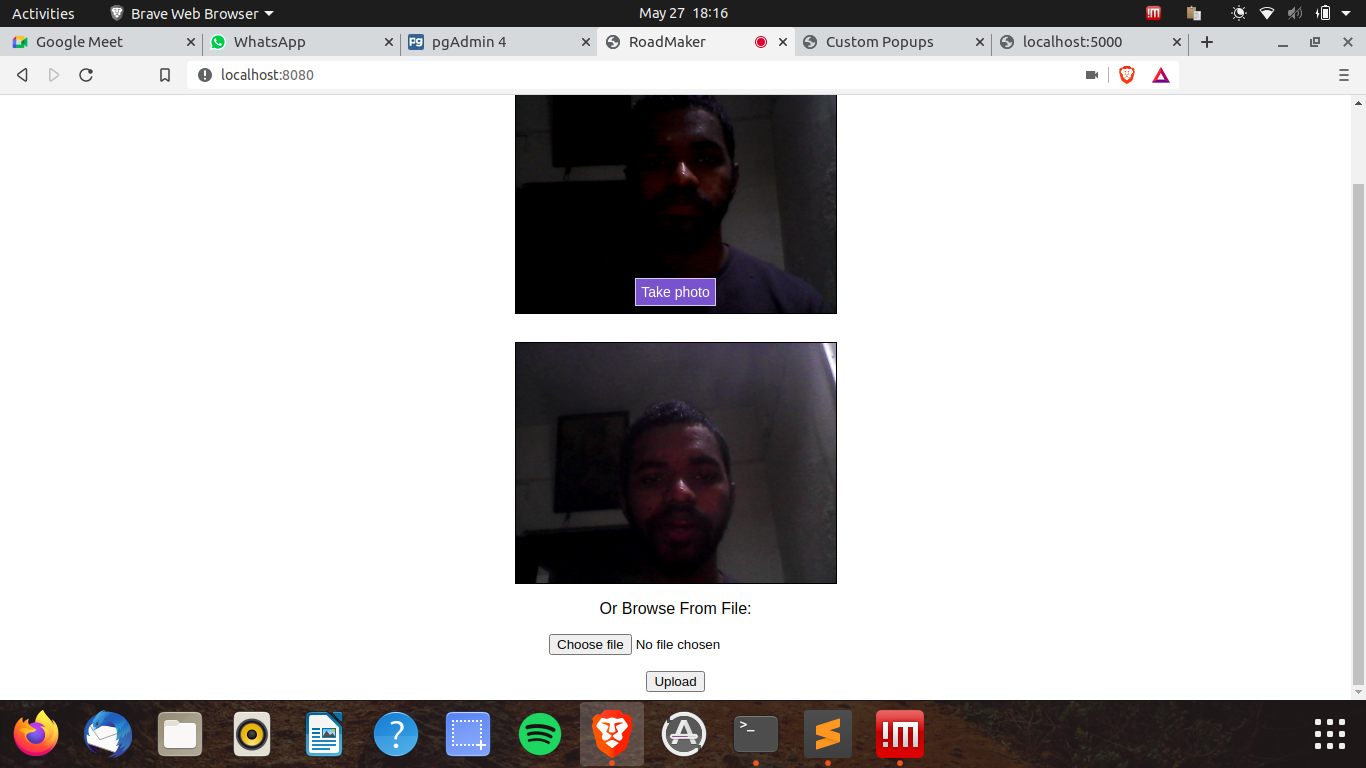 Activities Brave Web Browser May 27 18:16
Google Meet WhatsApp pgAdmin 4 RoadMaker Custom Popups localhost:5000
localhost:8080
Take photo
Or Browse From File:
Choose file No file chosen
Upload